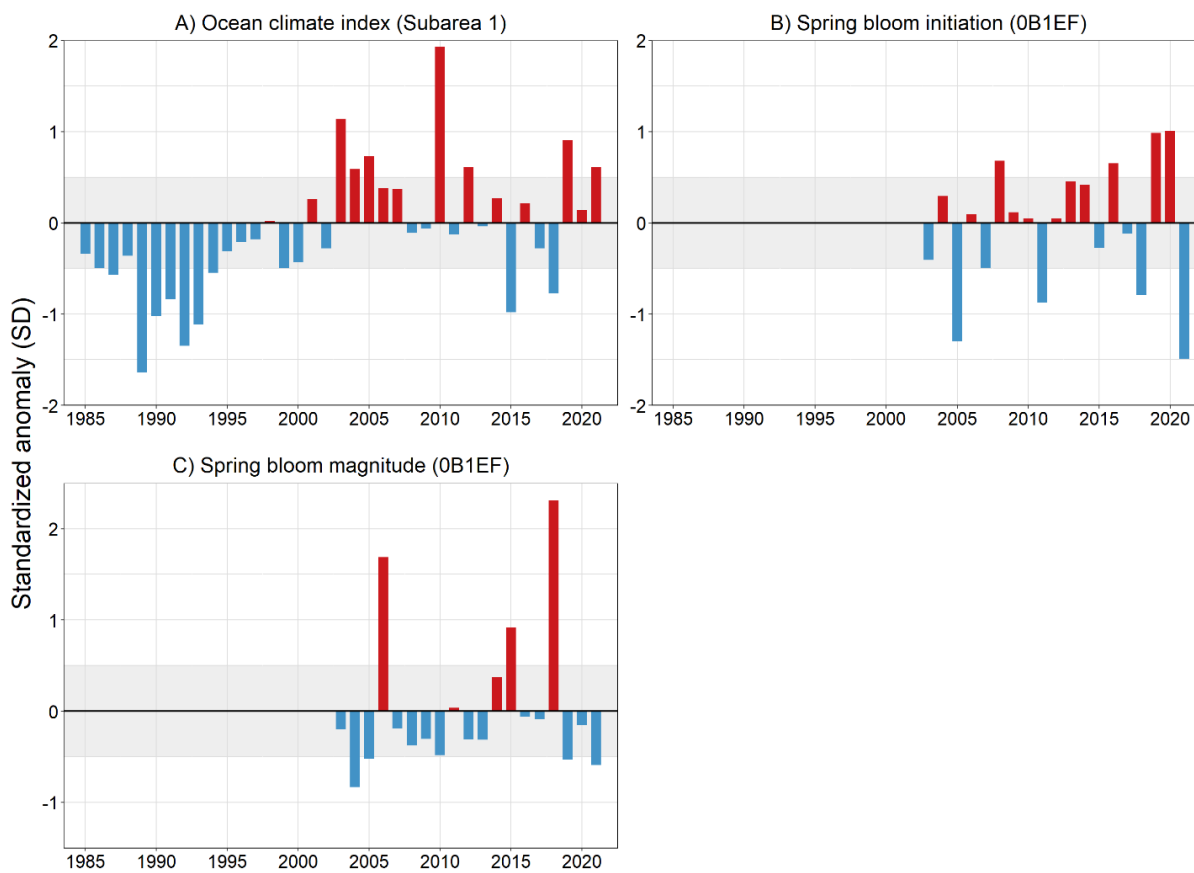 A) Ocean climate index (Subarea 1)
B) Spring bloom initiation (0B1EF)
2
1
0
-1
-2
1985 1990 1995 2000 2005 2010 2015 2020
2
1
0
-1
-2
1985 1990 1995 2000 2005 2010 2015 2020
C) Spring bloom magnitude (0B1EF)
2
1
0
-1
1985 1990 1995 2000 2005 2010 2015 2020
Standardized anomaly (SD)